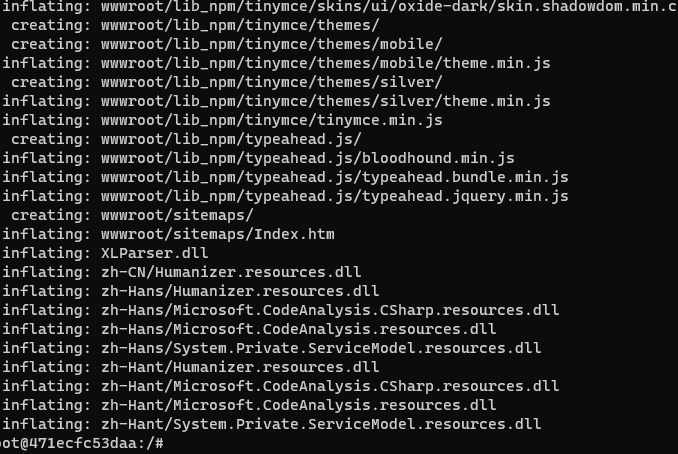 inflating: wwwroot/lib_npm/tinymce/skins/ui/oxide-dark/skin.shadowdom.min.c
creating: wwwroot/lib_npm/tinymce/themes/
creating: wwwroot/lib_npm/tinymce/themes/mobile/
inflating: wwwroot/lib_npm/tinymce/themes/mobile/theme.min.js
creating: wwwroot/lib_npm/tinymce/themes/silver/
inflating: wwwroot/lib_npm/tinymce/themes/silver/theme.min.js
inflating: wwwroot/lib_npm/tinymce/tinymce.min.js
creating: wwwroot/lib_npm/typeahead.js/
inflating: wwwroot/lib_npm/typeahead.js/bloodhound.min.js
inflating: wwwroot/lib_npm/typeahead.js/typeahead.bundle.min.js
inflating: wwwroot/lib_npm/typeahead.js/typeahead.jquery.min.js
creating: wwwroot/sitemaps/
inflating: wwwroot/sitemaps/Index.htm
inflating: XLParser.dll
inflating: zh-CN/Humanizer.resources.dll
inflating: zh-Hans/Humanizer.resources.dll
inflating: zh-Hans/Microsoft.CodeAnalysis.CSharp.resources.dll
inflating: zh-Hans/Microsoft.CodeAnalysis.resources.dll
inflating: zh-Hans/System.Private.ServiceModel.resources.dll
inflating: zh-Hant/Humanizer.resources.dll
inflating: zh-Hant/Microsoft.CodeAnalysis.CSharp.resources.dll
inflating: zh-Hant/Microsoft.CodeAnalysis.resources.dll
inflating: zh-Hant/System.Private.ServiceModel.resources.dll
ot@471ecfc53daa:/#